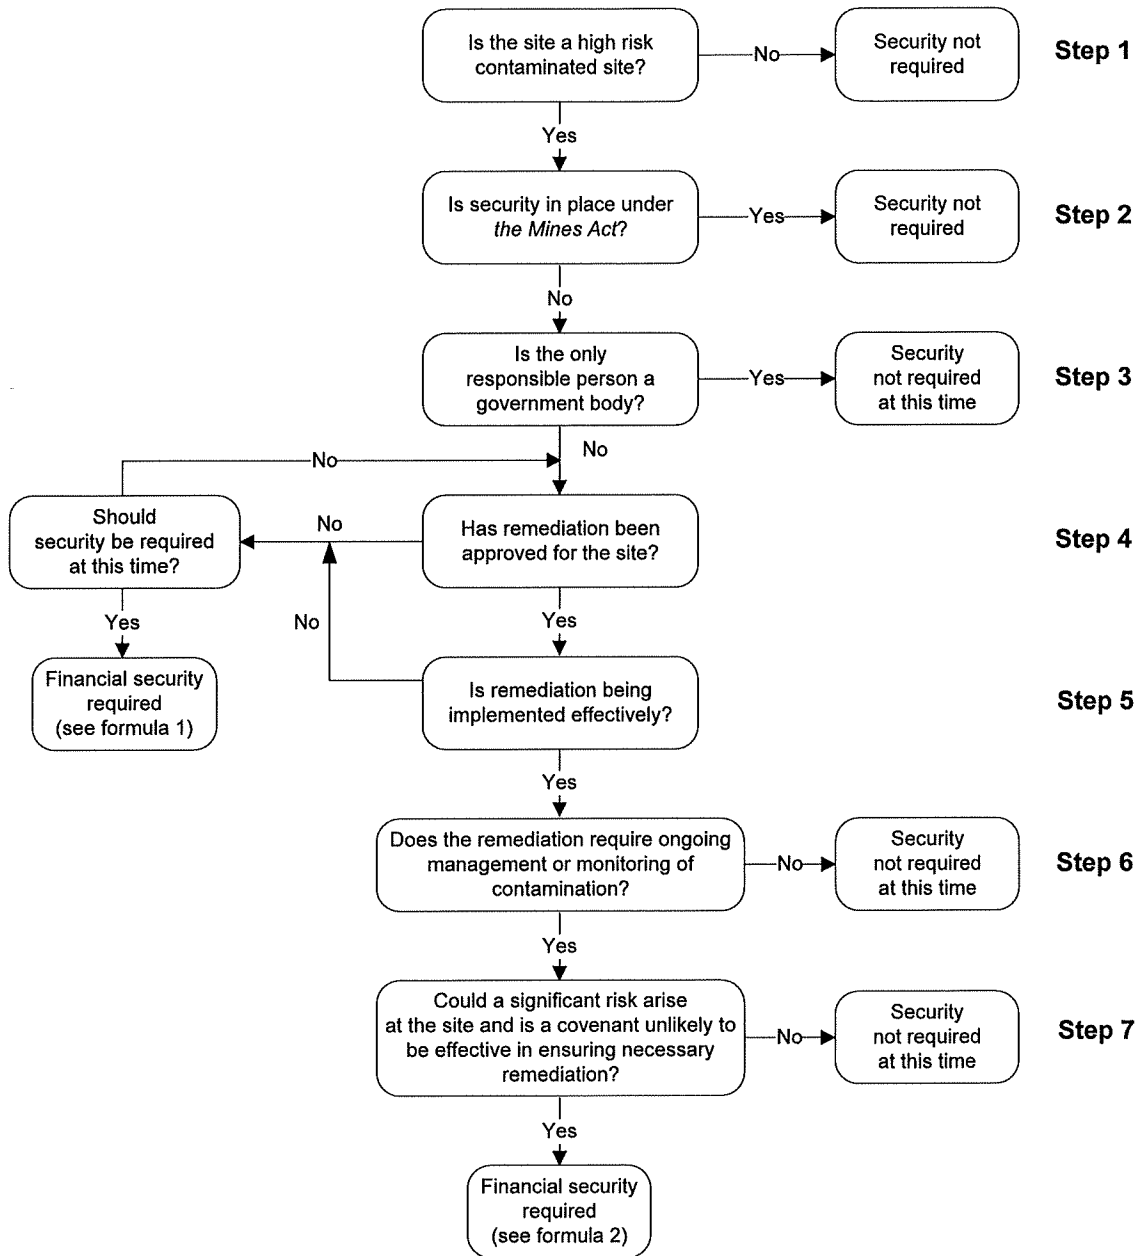 Is the site a high risk
contaminated site?
No
Security not
required
Step 1
Yes
Is security in place under
the Mines Act?
Yes
Security not
required
Step 2
No
Is the only
responsible person a
government body?
Yes
Security
not required
at this time
Step 3
No
No
Should
security be required
at this time?
No
Has remediation been
approved for the site?
Step 4
Yes
No
Yes
Financial security
required
(see formula 1)
Is remediation being
implemented effectively?
Step 5
Yes
Does the remediation require ongoing
management or monitoring of
contamination?
No
Security
not required
at this time
Step 6
Yes
Could a significant risk arise
at the site and is a covenant unlikely to
be effective in ensuring necessary
remediation?
No
Security
not required
at this time
Step 7
Yes
Financial security
required
(see formula 2)